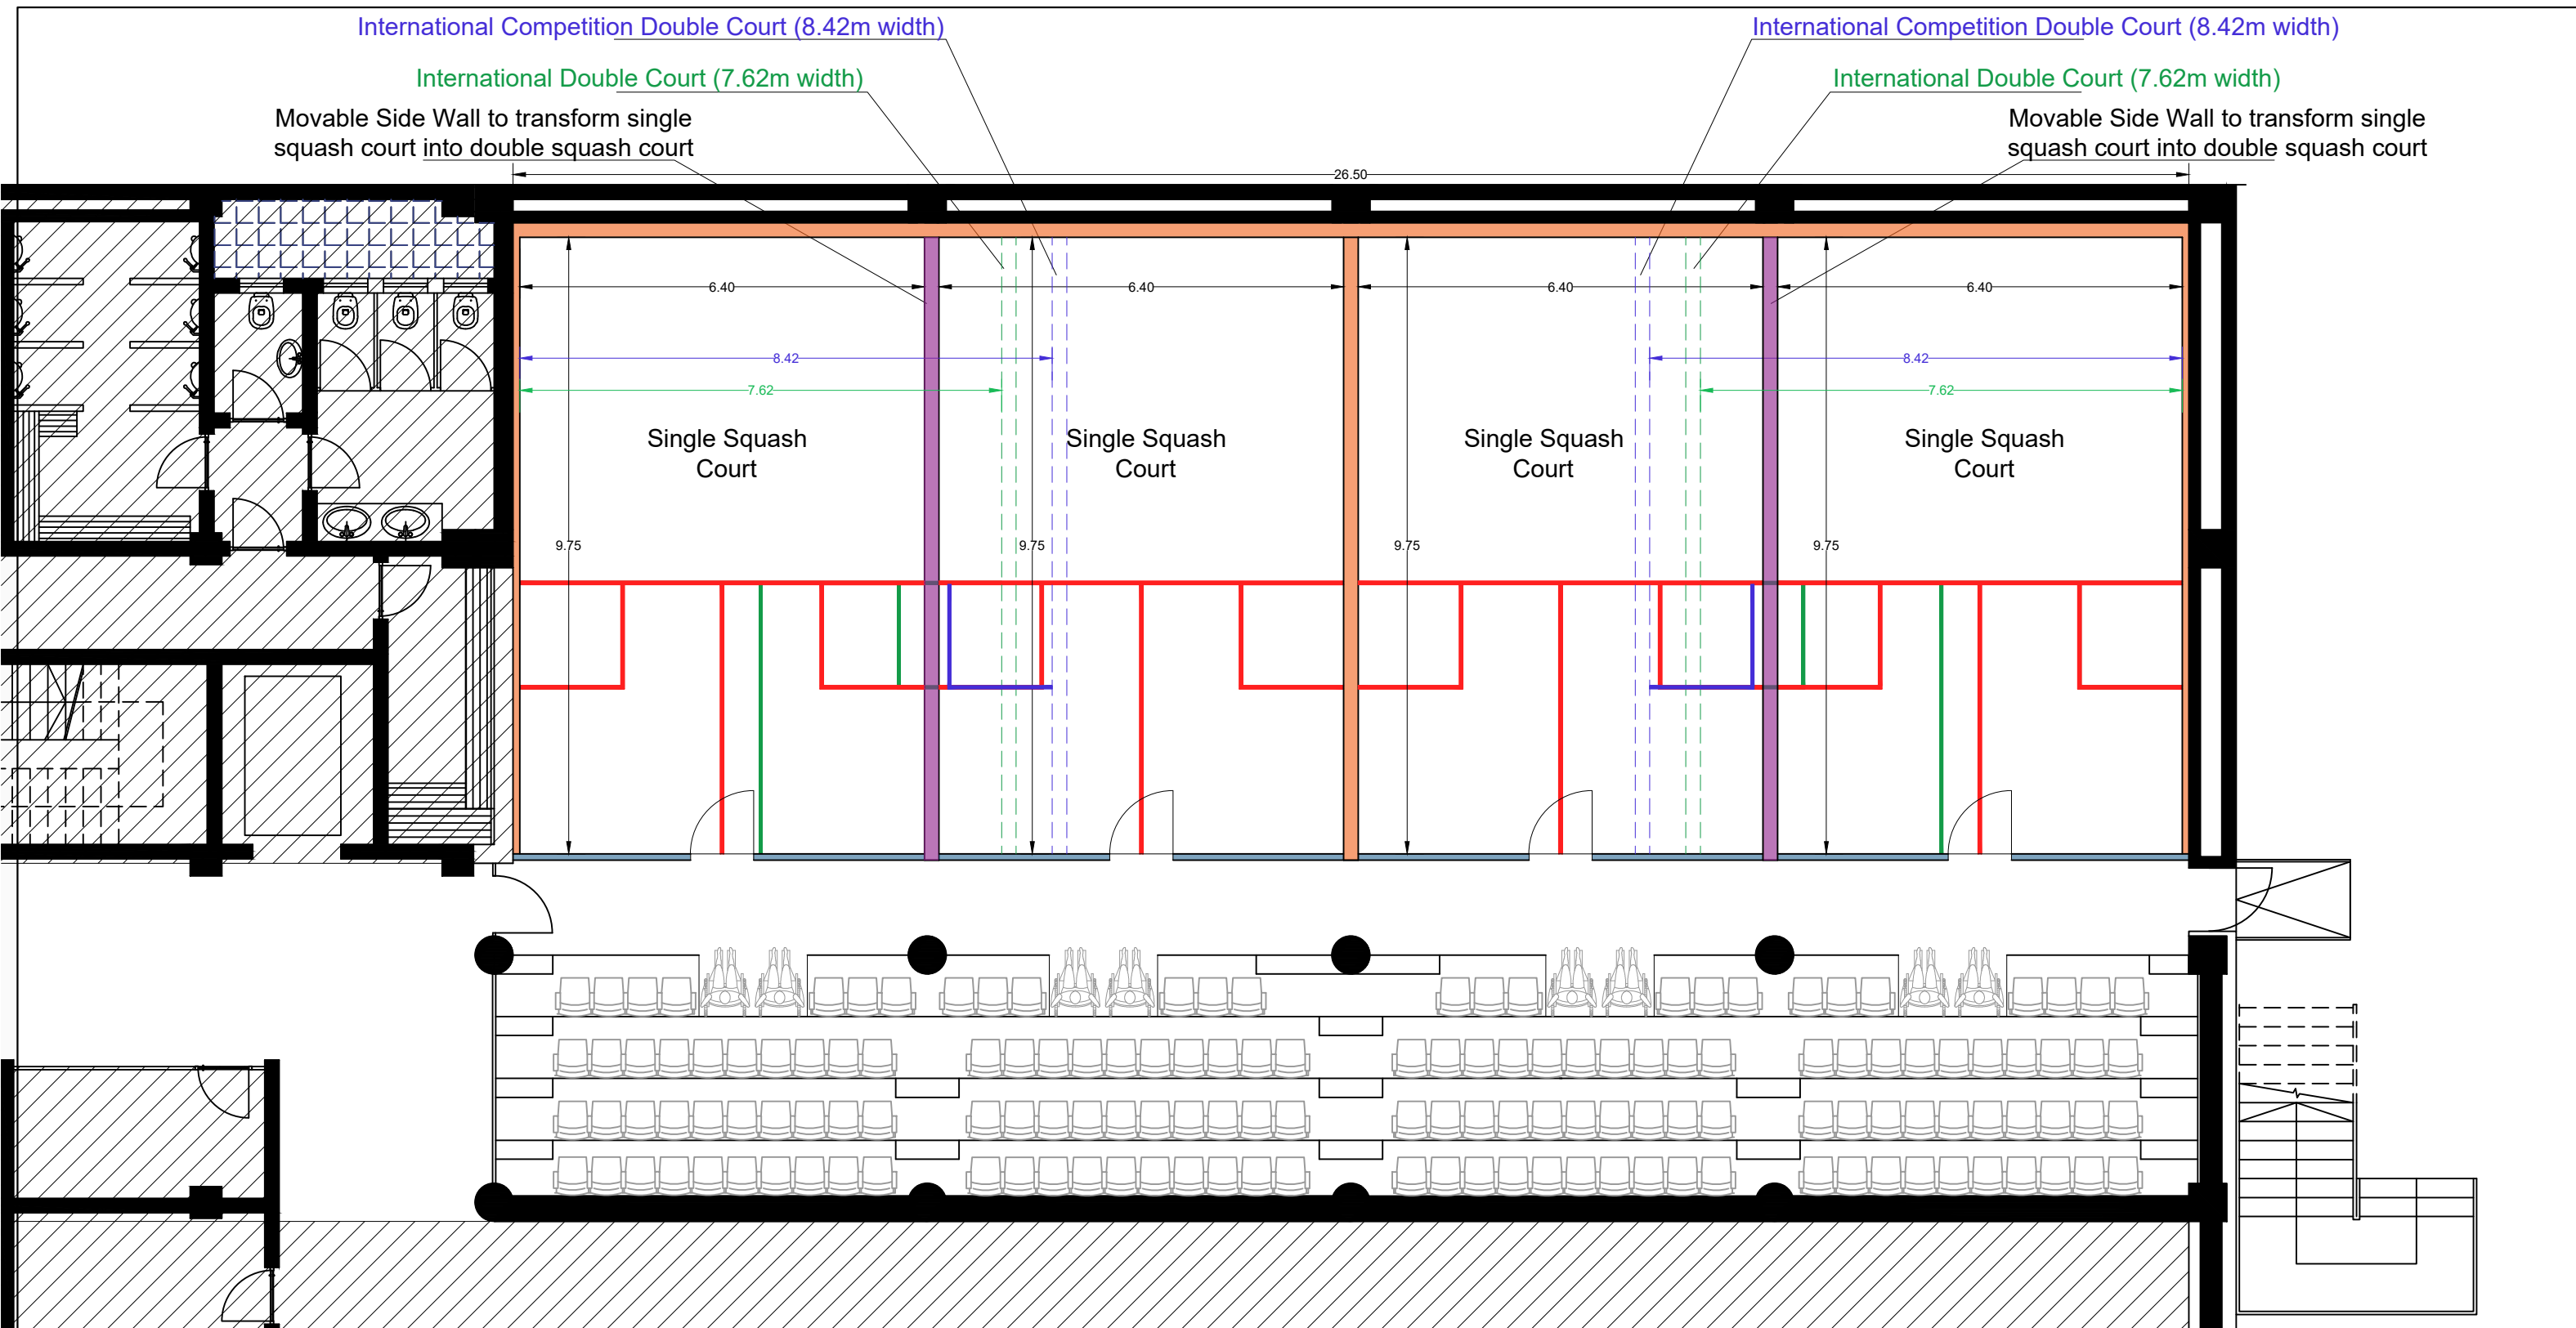 International Competition Double Court (8.42m width)
International Competition Double Court (8.42m width)
International Double Court (7.62m width)
International Double Court (7.62m width)
Movable Side Wall to transform single
squash court into double squash court
Movable Side Wall to transform single
squash court into double squash court
26.50
6.40
6.40
6.40
6.40
8.42
8.42
7.62
7.62
Single Squash
Court
Single Squash
Court
Single Squash
Court
Single Squash
Court
9.75
9.75
9.75
9.75